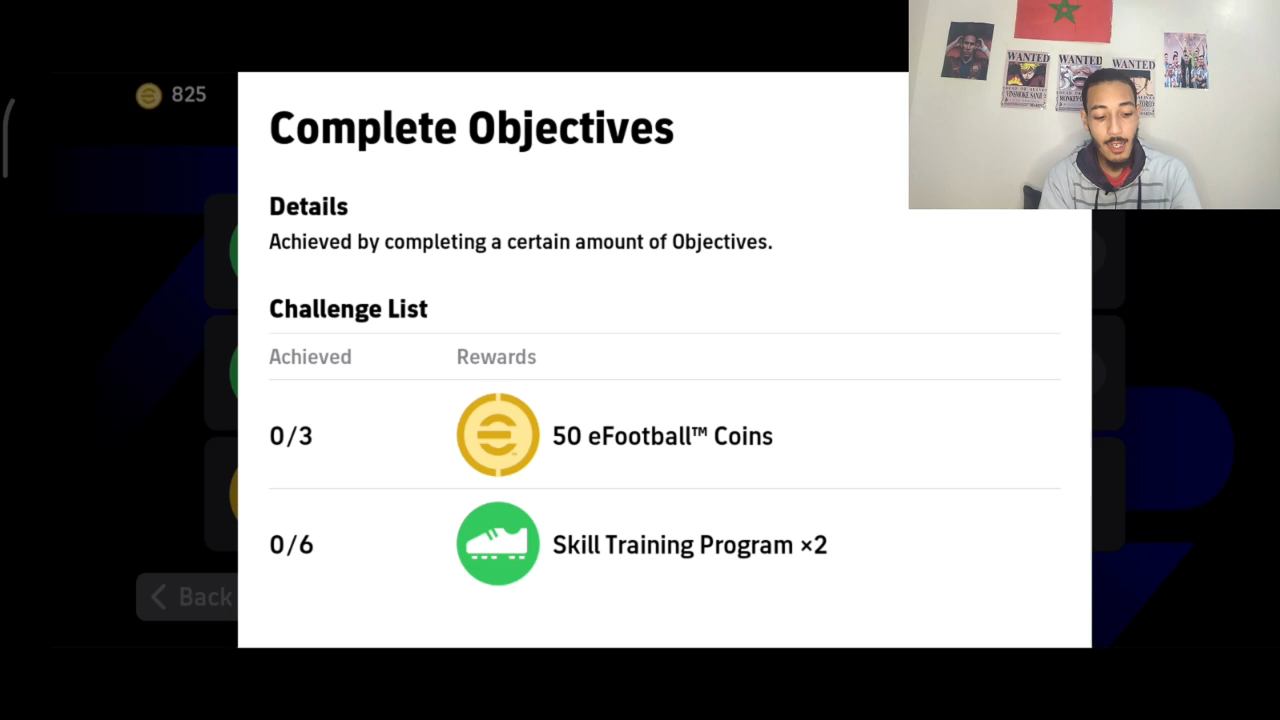 825
Complete Objectives
Details
Achieved by completing a certain amount of Objectives.
Challenge List
Achieved Rewards
0/3 50 eFootball™ Coins
0/6 Skill Training Program ×2
Back
WANTED
WANTED
WANTED